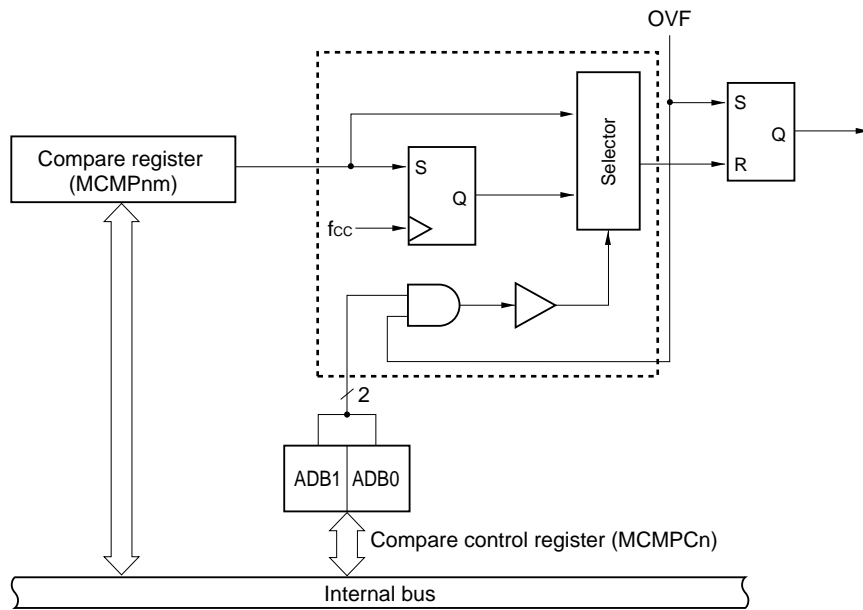 OVF
S
Q
R
Selector
Compare register
(MCMPnm)
S
Q
fCC
2
ADB1
ADB0
Compare control register (MCMPCn)
Internal bus